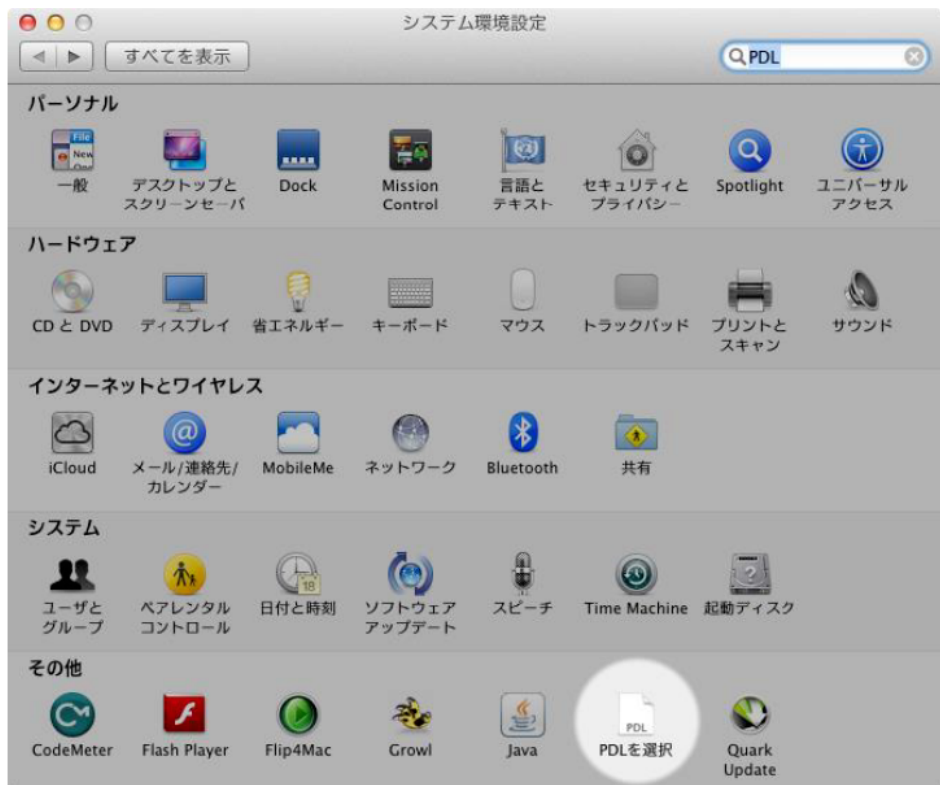 システム環境設定
すべてを表示
PDL
パーソナル
File
New
一般
デスクトップと
スクリーンセーバ
Dock
Mission
Control
言語と
テキスト
セキュリティと
プライバシー
Spotlight
ユニバーサル
アクセス
ハードウェア
CD と DVD
ディスプレイ
省エネルギー
キーボード
マウス
トラックパッド
プリントと
スキャン
サウンド
インターネットとワイヤレス
iCloud
@
メール/連絡先/
カレンダー
MobileMe
ネットワーク
Bluetooth
共有
システム
ユーザと
グループ
ペアレンタル
コントロール
18
日付と時刻
ソフトウェア
アップデート
スピーチ
Time Machine
?
起動ディスク
その他
CM
CodeMeter
Flash Player
Flip4Mac
Growl
Java
PDL
PDLを選択
Quark
Update